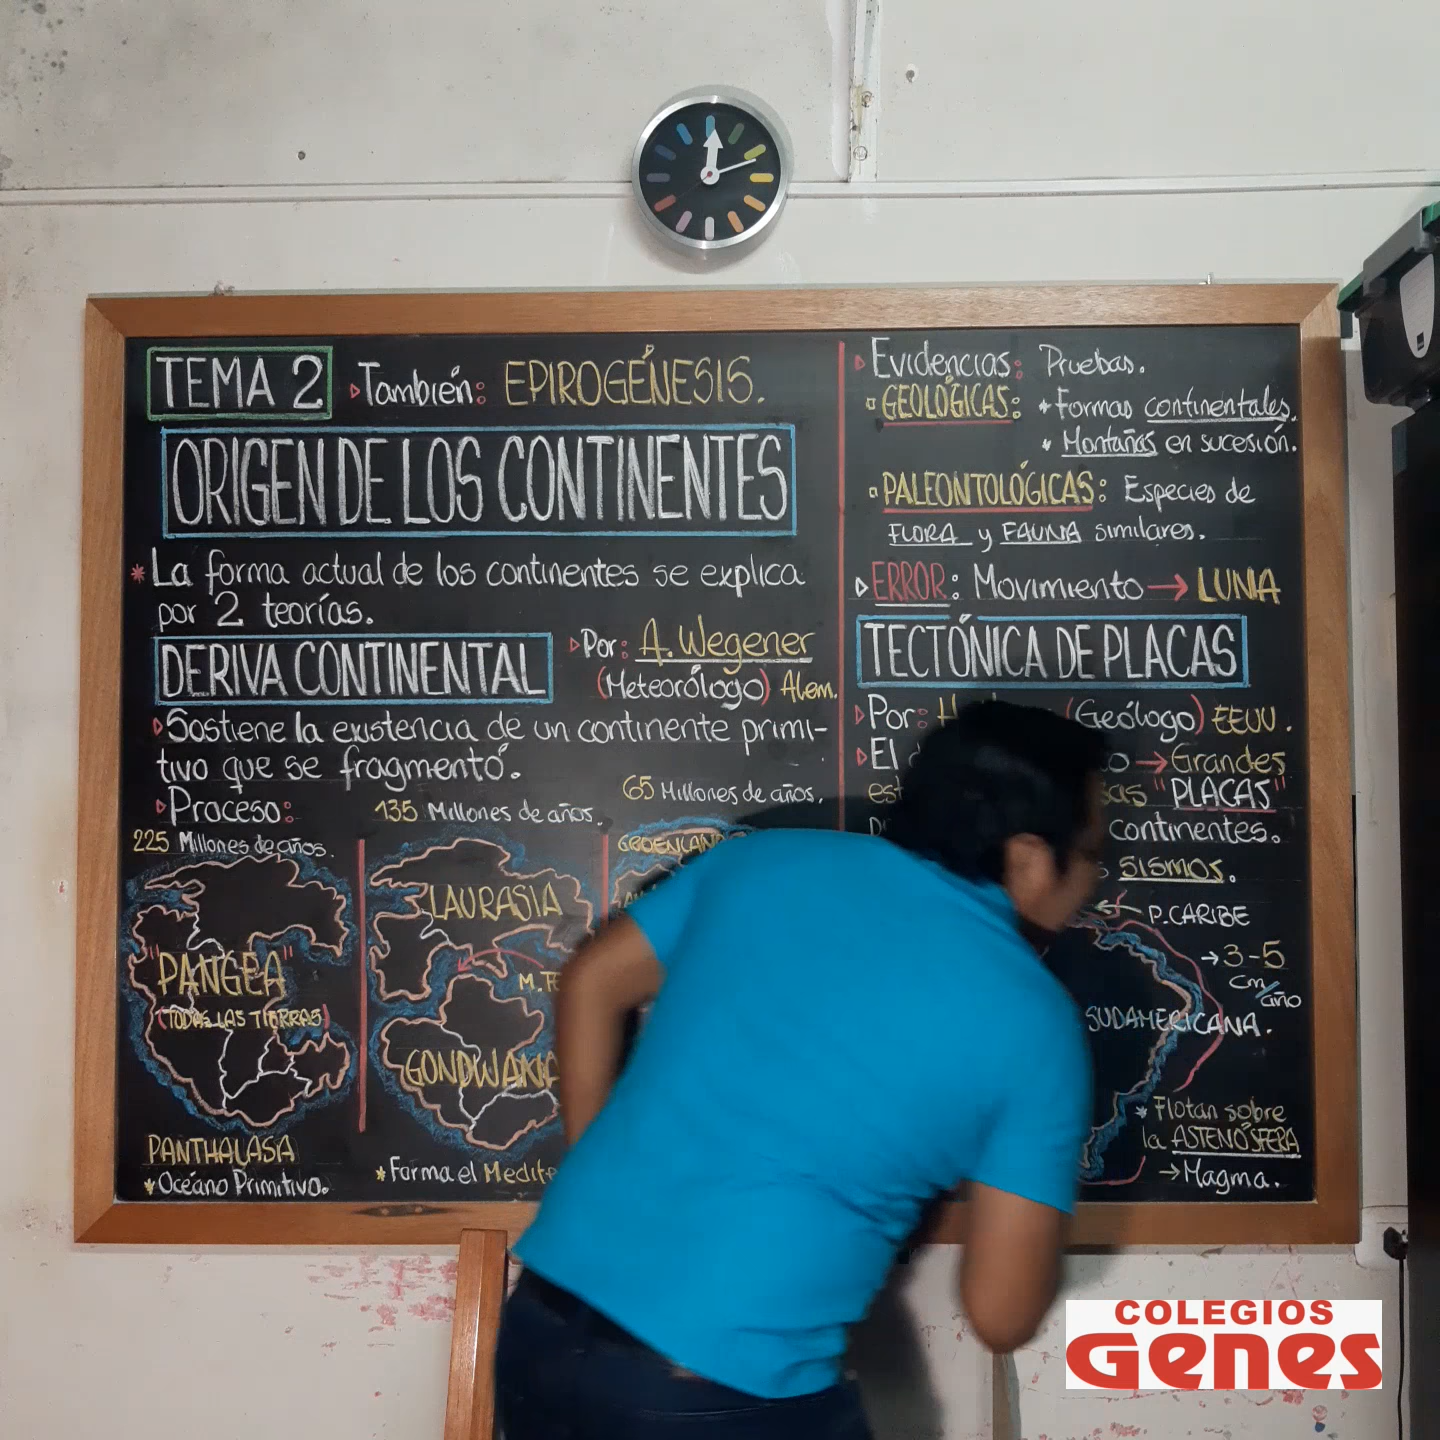 TEMA 2
También: EPIROGÉNESIS.
ORIGEN DE LOS CONTINENTES
* La forma actual de los continentes se explica
por 2 teorías.
DERIVA CONTINENTAL
Por: A. Wegener
(Meteorólogo) Alem.
Sostiene la existencia de un continente primi-
tivo que se fragmentó.
Proceso:
225 Millones de años.
135 Millones de años.
65 Millones de años.
"PANGEA"
(TODAS LAS TIERRAS)
PANTHALASA
* Océano Primitivo.
LAURASIA
GONDWANA
* Forma el
Evidencias: Pruebas.
GEOLÓGICAS: * Formas continentales.
* Montañas en sucesión.
PALEONTOLÓGICAS: Especies de
FLORA y FAUNA similares.
ERROR: Movimiento → LUNA
TECTÓNICA DE PLACAS
Por: (Geólogo) EEUU.
El → Grandes
"PLACAS"
continentes.
SISMOS.
P. CARIBE
→ 3-5
cm/año
SUDAMERICANA.
* Flotan sobre
la ASTENÓSFERA
→ Magma.
COLEGIOS
Genes